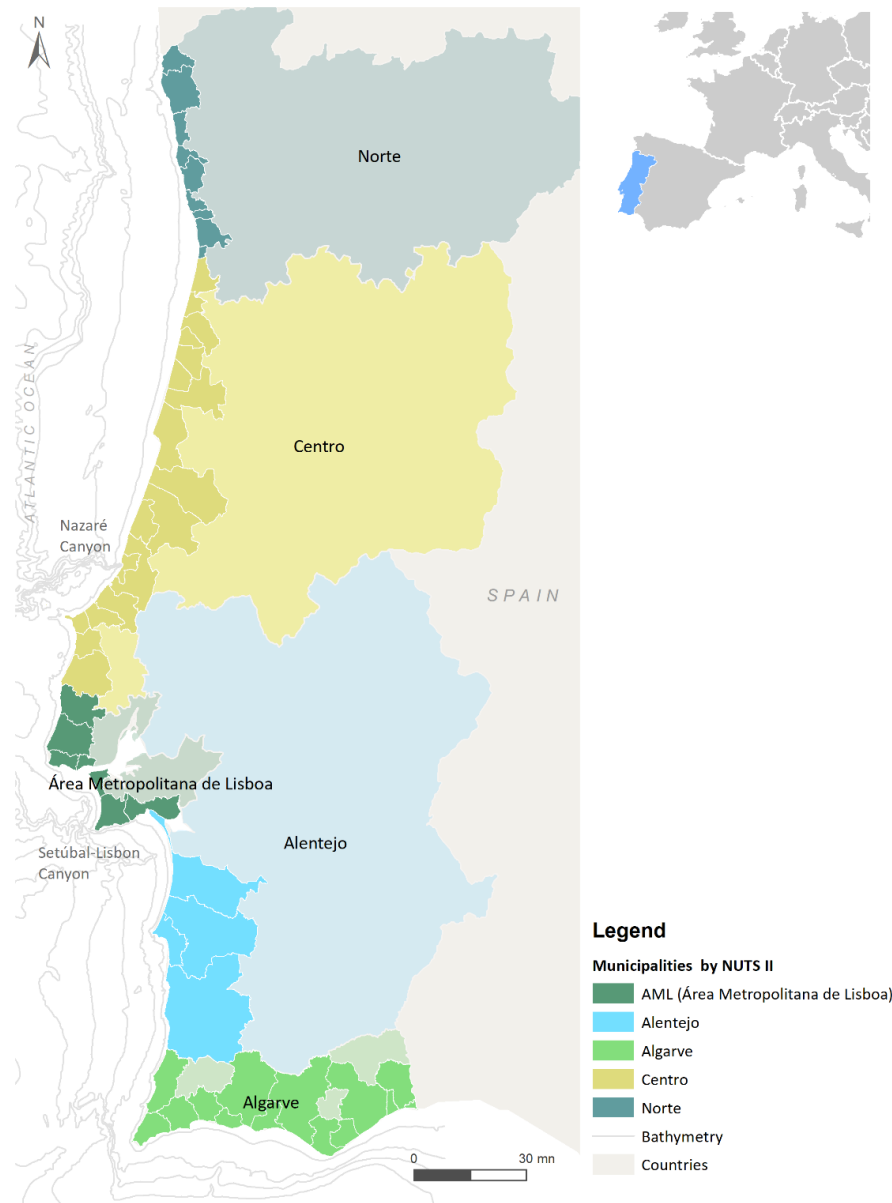 N
Norte
ATLANTIC OCEAN
Centro
Nazaré
Canyon
SPAIN
Área Metropolitana de Lisboa
Alentejo
Setúbal-Lisbon
Canyon
Algarve
0 30 mn
Legend
Municipalities by NUTS II
AML (Área Metropolitana de Lisboa)
Alentejo
Algarve
Centro
Norte
Bathymetry
Countries